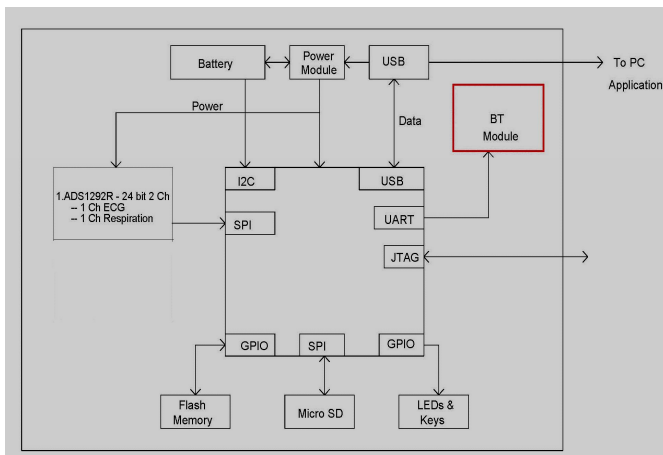 Battery
Power
Module
USB
To PC
Application
Power
Data
BT
Module
1.ADS1292R - 24 bit 2 Ch
-- 1 Ch ECG
-- 1 Ch Respiration
I2C
USB
SPI
UART
JTAG
GPIO
SPI
GPIO
Flash
Memory
Micro SD
LEDs &
Keys